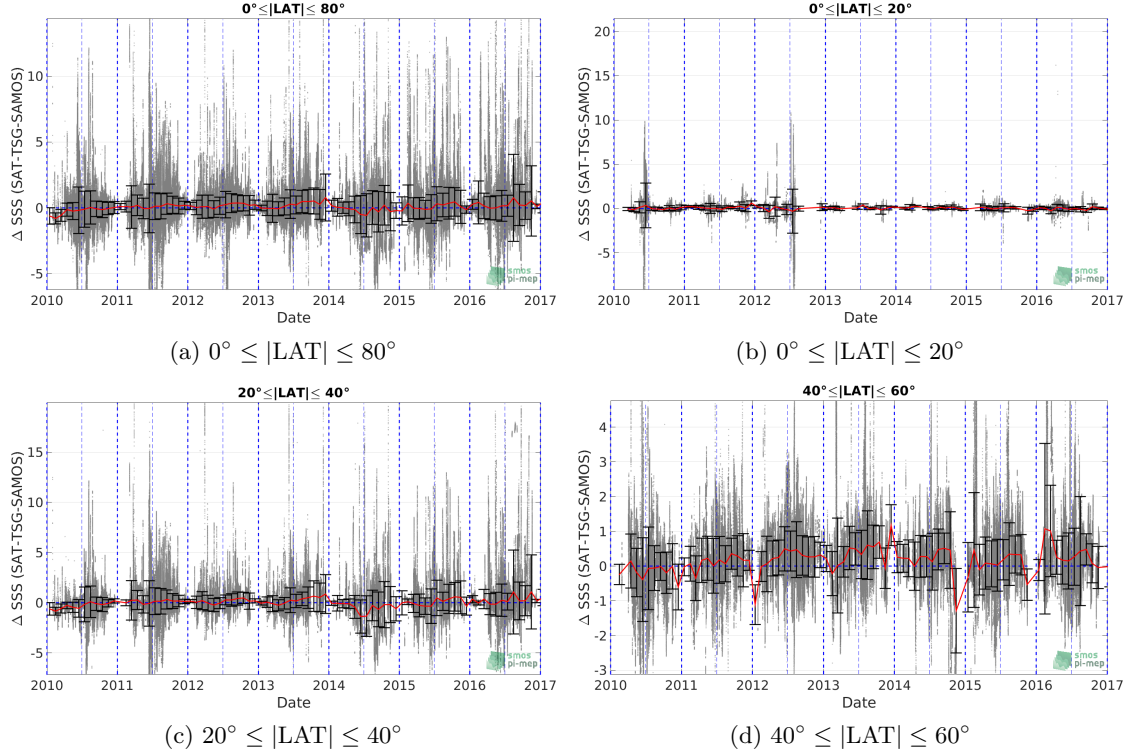 0°≤|LAT|≤ 80°
Δ SSS (SAT-TSG-SAMOS)
10
5
0
-5
2010 2011 2012 2013 2014 2015 2016 2017
Date
smos
pi-mep
(a) 0° ≤ |LAT| ≤ 80°
0°≤|LAT|≤ 20°
Δ SSS (SAT-TSG-SAMOS)
20
15
10
5
0
-5
2010 2011 2012 2013 2014 2015 2016 2017
Date
smos
pi-mep
(b) 0° ≤ |LAT| ≤ 20°
20°≤|LAT|≤ 40°
Δ SSS (SAT-TSG-SAMOS)
15
10
5
0
-5
2010 2011 2012 2013 2014 2015 2016 2017
Date
smos
pi-mep
(c) 20° ≤ |LAT| ≤ 40°
40°≤|LAT|≤ 60°
Δ SSS (SAT-TSG-SAMOS)
4
3
2
1
0
-1
-2
-3
2010 2011 2012 2013 2014 2015 2016 2017
Date
smos
pi-mep
(d) 40° ≤ |LAT| ≤ 60°